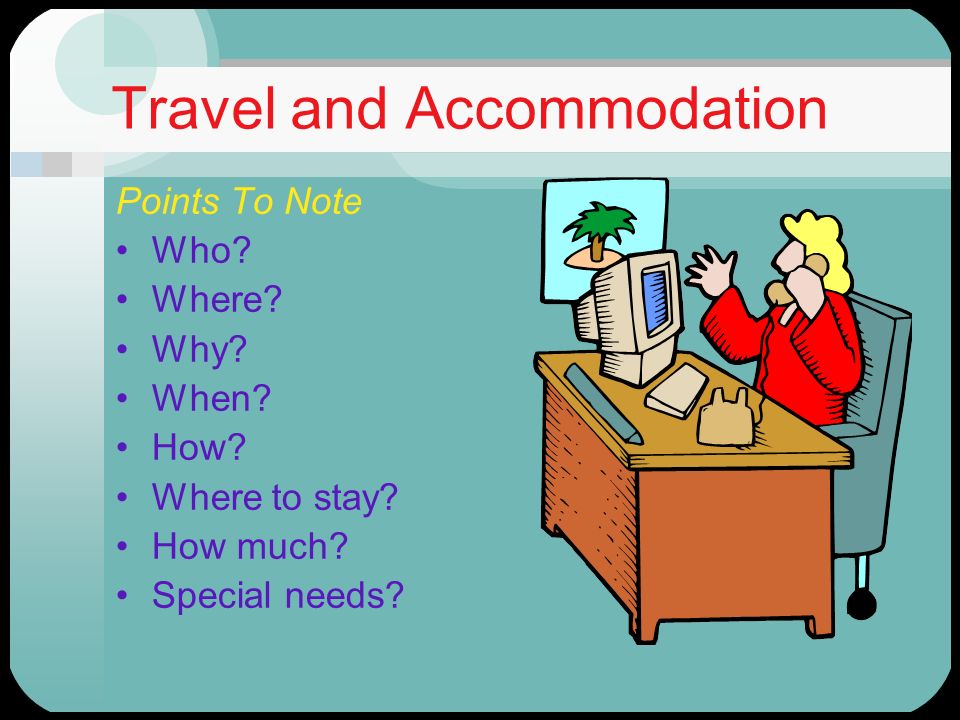 Travel and Accommodation
Points To Note
• Who?
• Where?
• Why?
• When?
• How?
• Where to stay?
• How much?
• Special needs?